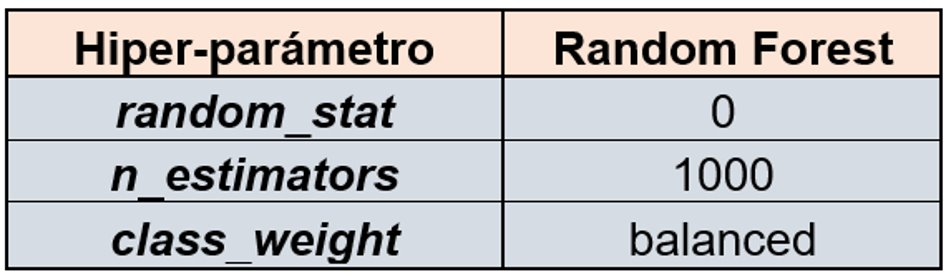 Hiper-parámetro Random Forest
random_stat 0
n_estimators 1000
class_weight balanced